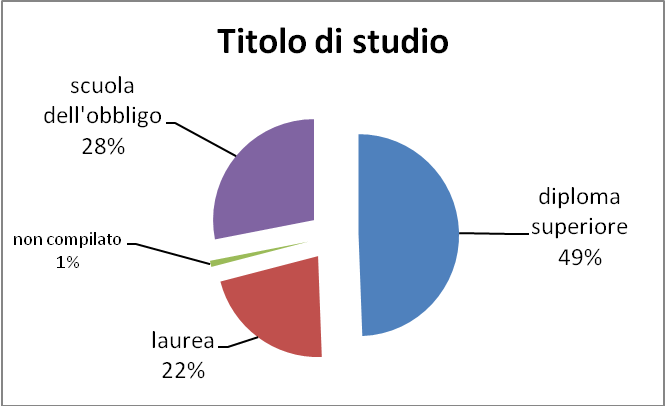 Titolo di studio
scuola
dell'obbligo
28%
diploma
superiore
49%
non compilato
1%
laurea
22%